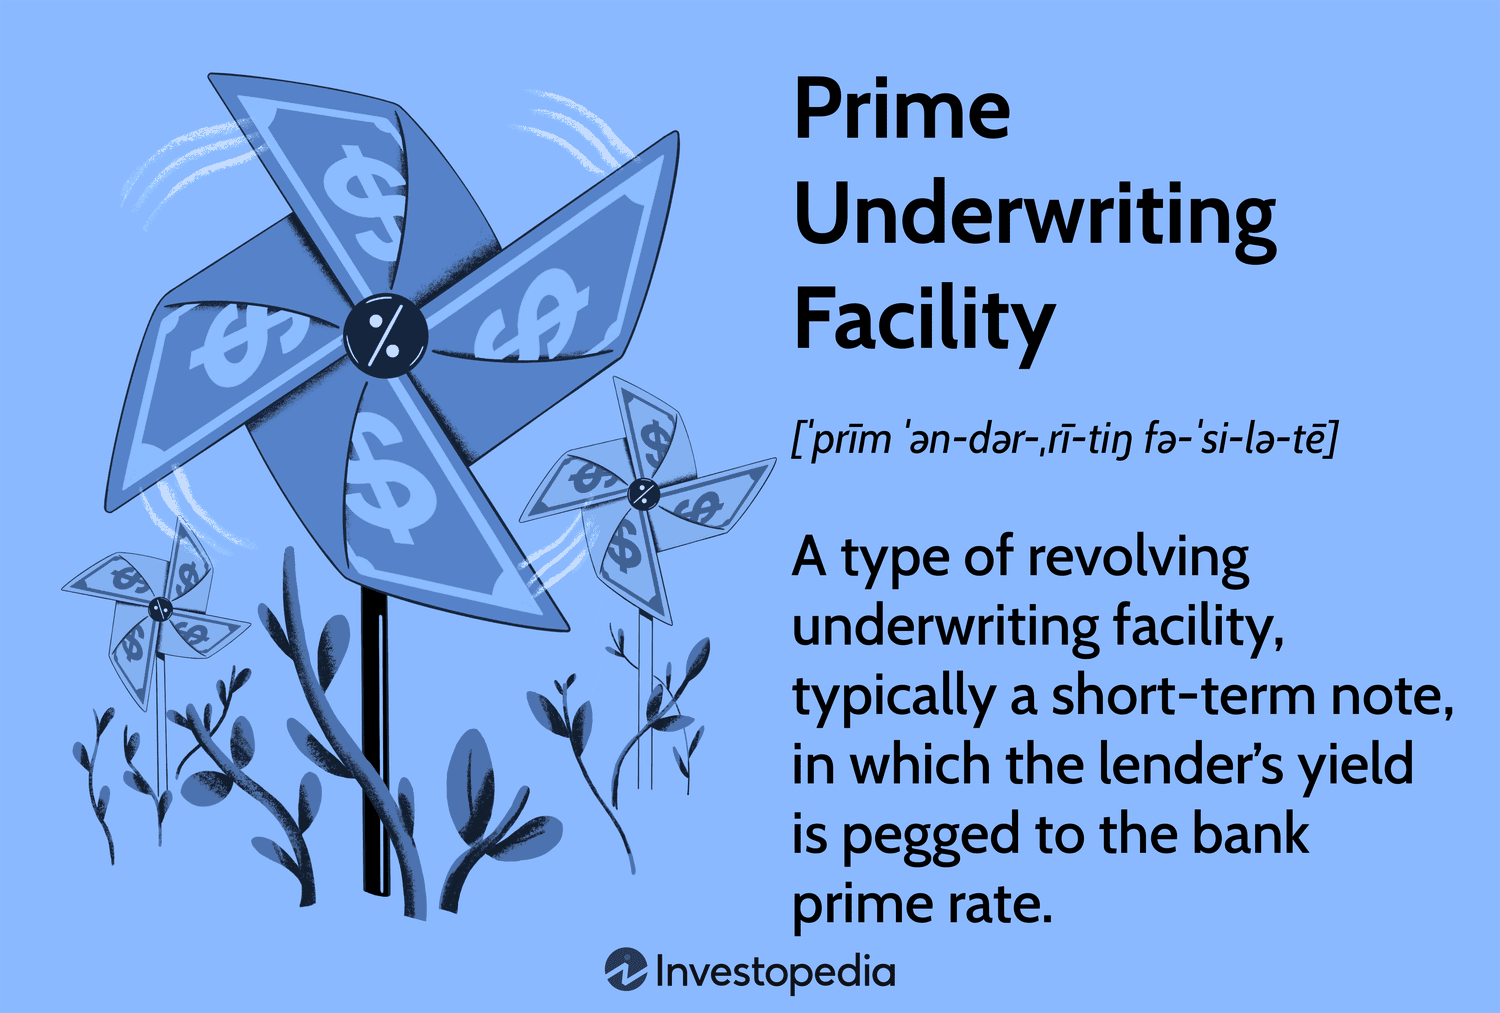 Prime
Underwriting
Facility
[ˈprīm ˈən-dər-ˌrī-tiŋ fə-ˈsi-lə-tē]
A type of revolving
underwriting facility,
typically a short-term note,
in which the lender’s yield
is pegged to the bank
prime rate.
Investopedia
$
$
$
$
%
$
$
$
$
%
$
$
$
$
%